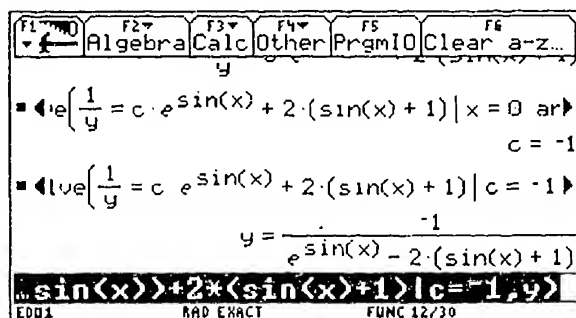 F1 F2 F3 F4 F5 F6
Algebra Calc Other PrgmIO Clear a-z…
y
e(1/y = c·e^sin(x) + 2·(sin(x) + 1) | x = 0 ar
c = -1
lve(1/y = c e^sin(x) + 2·(sin(x) + 1) | c = -1
y = -1/(e^sin(x) - 2·(sin(x) + 1))
…sin(x))+2*(sin(x)+1)|c=-1,y)
ED01 RAD EXACT FUNC 12/30